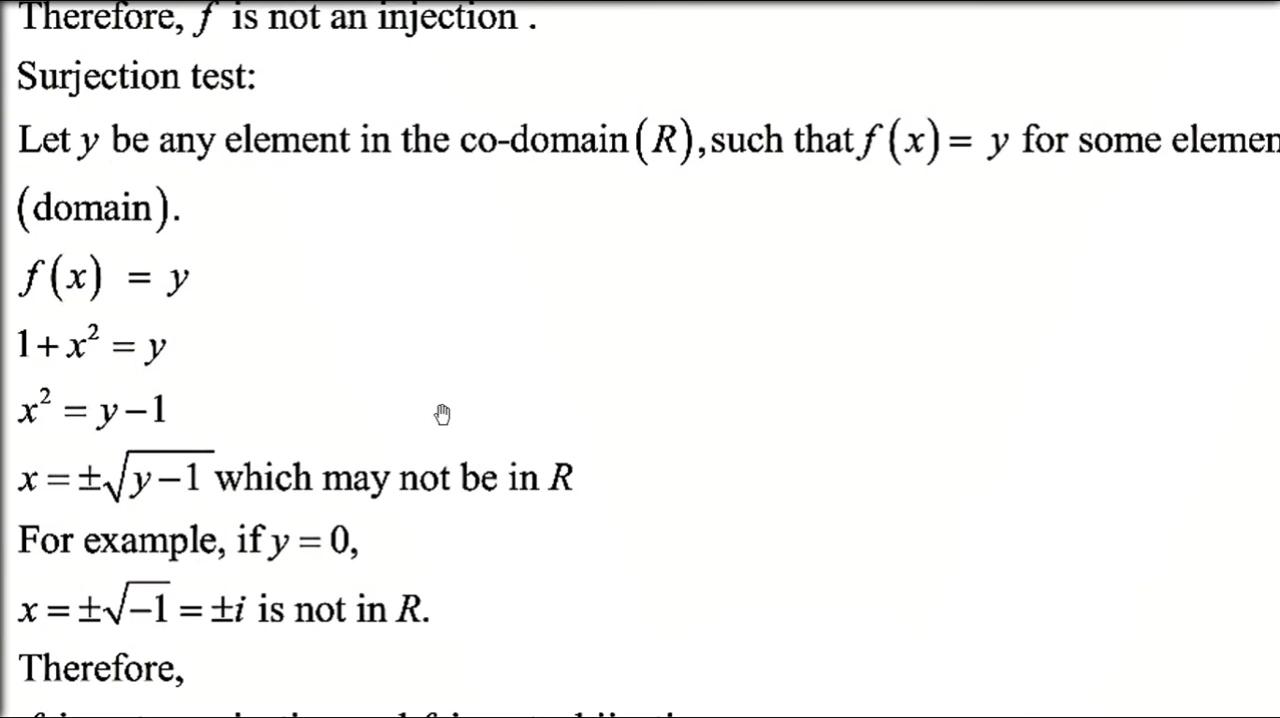 Therefore, f is not an injection .
Surjection test:
Let y be any element in the co-domain (R), such that f(x) = y for some
(domain).
f(x) = y
1+x² = y
x² = y−1
x = ±√(y−1) which may not be in R
For example, if y = 0,
x = ±√−1 = ±i is not in R.
Therefore,